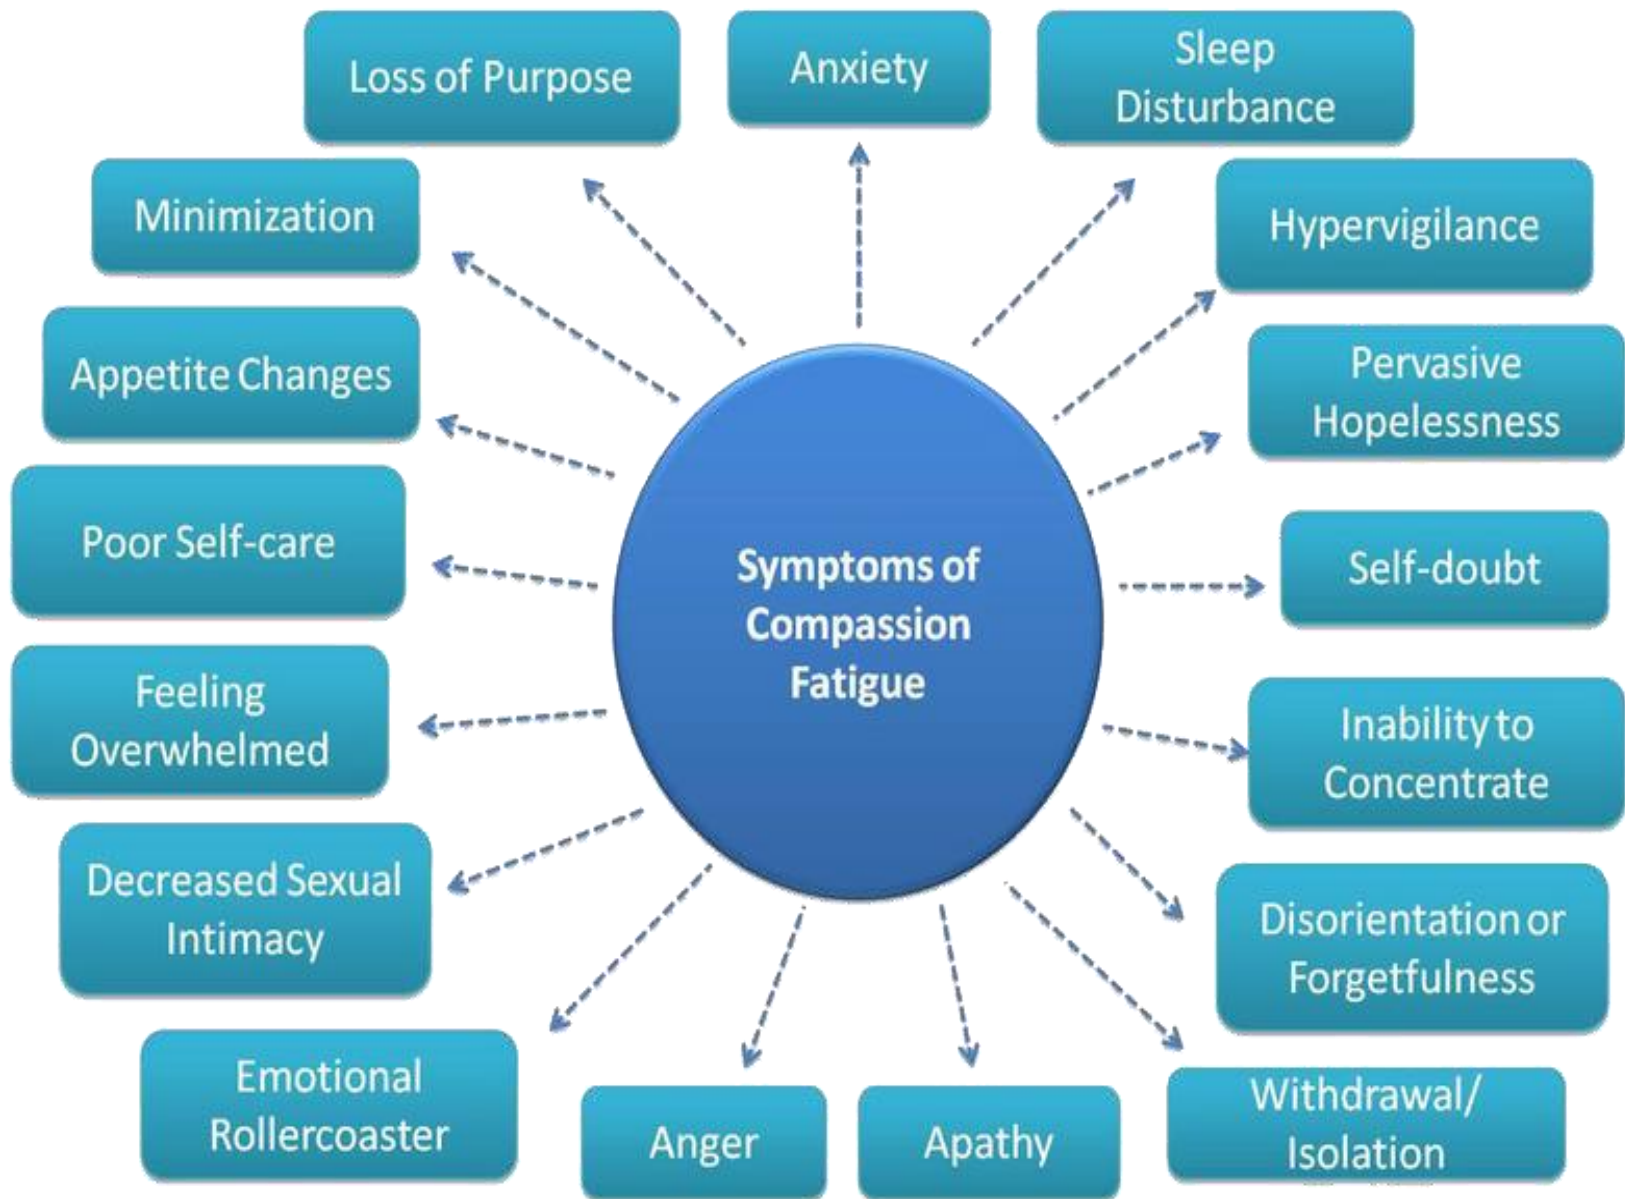 Loss of Purpose
Anxiety
Sleep
Disturbance
Minimization
Hypervigilance
Appetite Changes
Pervasive
Hopelessness
Poor Self-care
Symptoms of
Compassion
Fatigue
Self-doubt
Feeling
Overwhelmed
Inability to
Concentrate
Decreased Sexual
Intimacy
Disorientation or
Forgetfulness
Emotional
Rollercoaster
Anger
Apathy
Withdrawal/
Isolation